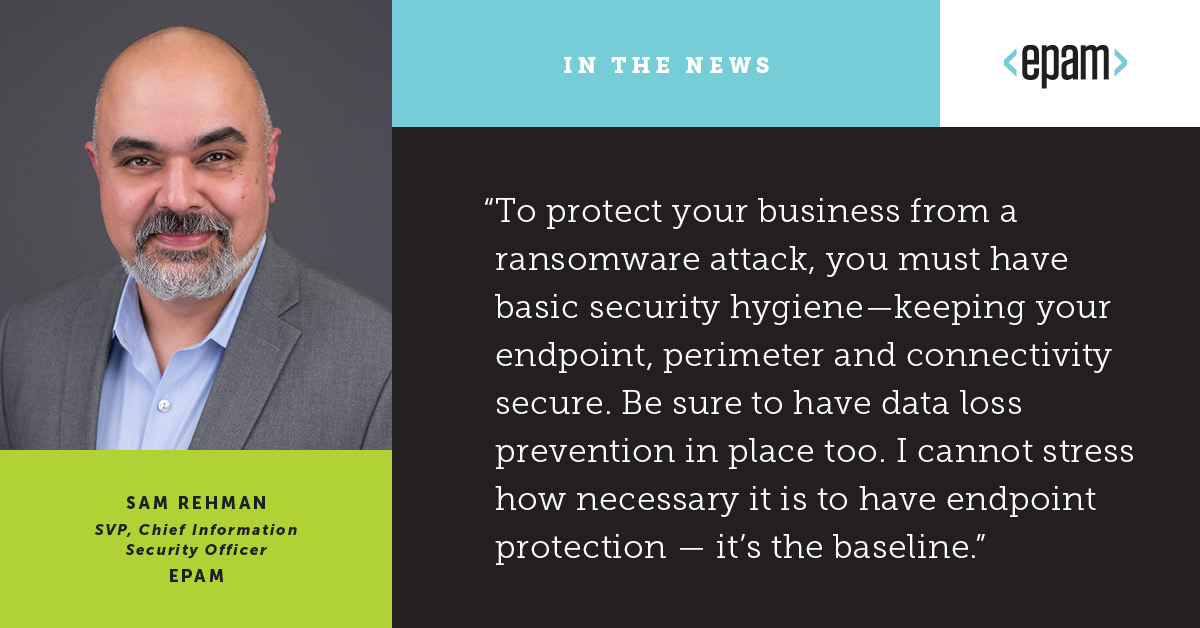 IN THE NEWS
<epam>
“To protect your business from a
ransomware attack, you must have
basic security hygiene—keeping your
endpoint, perimeter and connectivity
secure. Be sure to have data loss
prevention in place too. I cannot stress
how necessary it is to have endpoint
protection — it’s the baseline.”
SAM REHMAN
SVP, Chief Information
Security Officer
EPAM